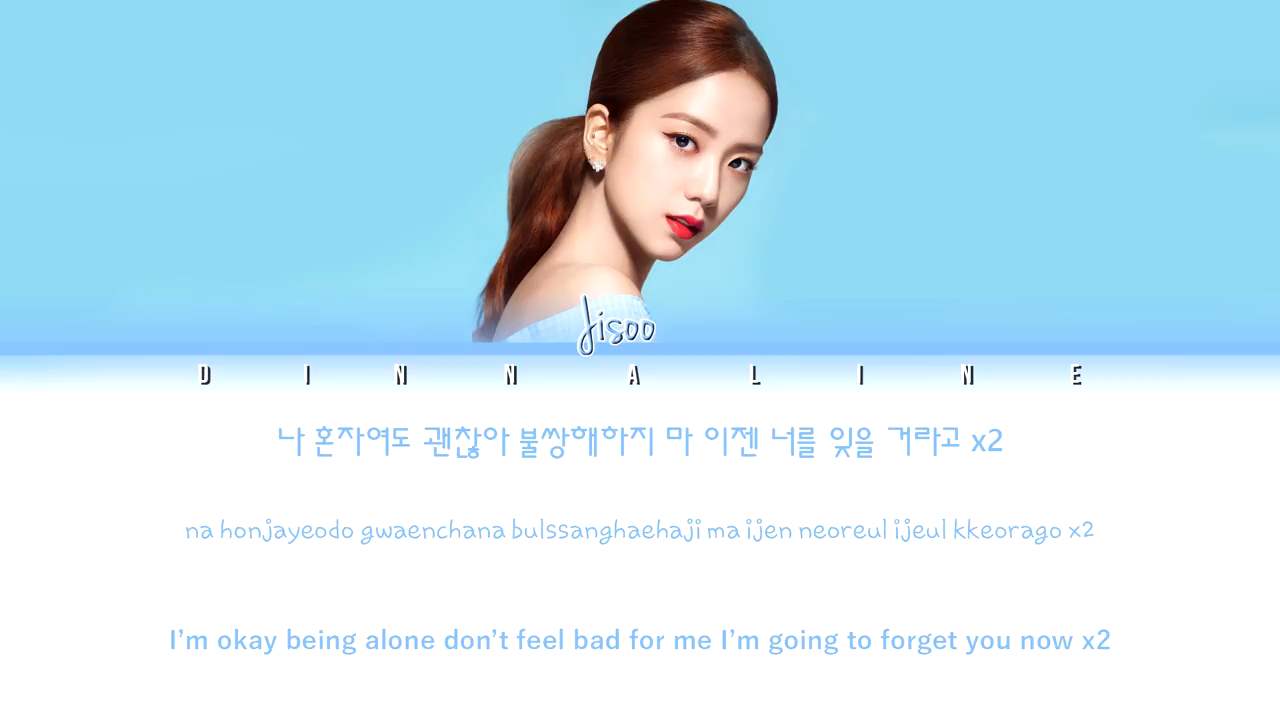 Jisoo
DINNALINE
나 혼자여도 괜찮아 불쌍해하지 마 이젠 너를 잊을 거라고 x2
na honjayeodo gwaenchana bulssanghaehaji ma ijen neoreul ijeul kkeorago x2
I’m okay being alone don’t feel bad for me I’m going to forget you now x2